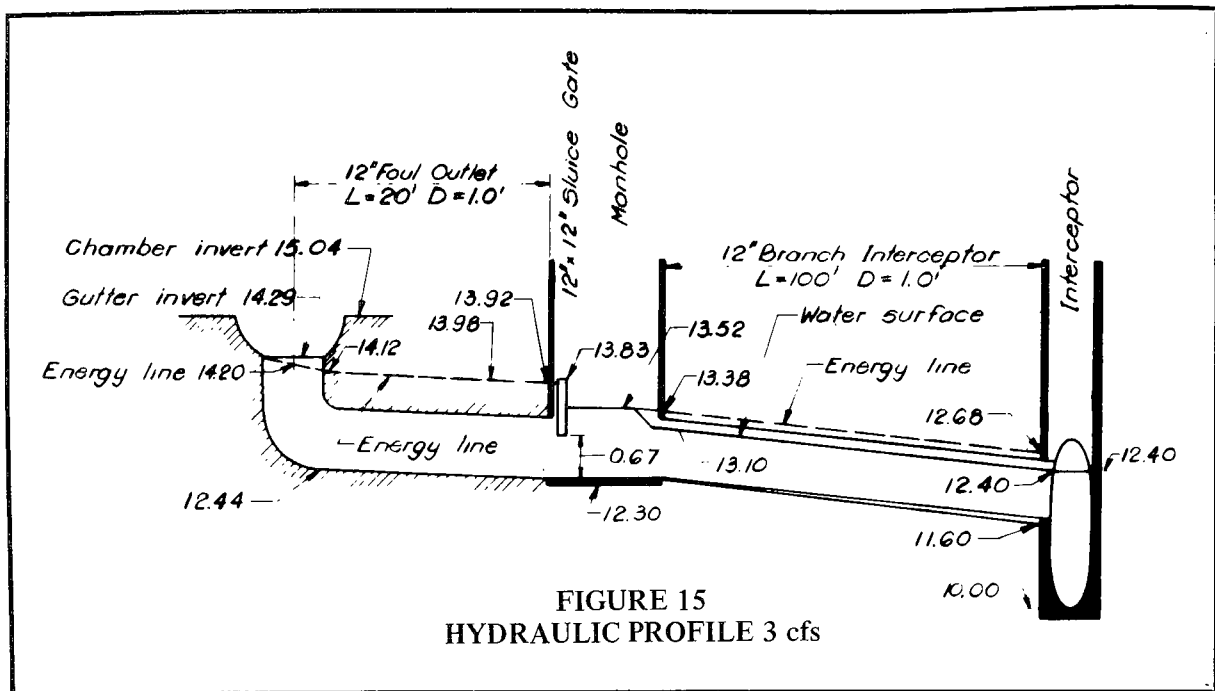 12" Foul Outlet
L=20' D=1.0'
12"x 12" Sluice Gate
Manhole
Interceptor
Chamber invert 15.04
Gutter invert 14.29
13.92
13.98
14.12
Energy line 14.20
12" Branch Interceptor
L=100' D=1.0'
13.52
Water surface
13.83
13.38
Energy line
12.68
Energy line
0.67
13.10
12.40
12.40
12.44
12.30
11.60
10.00
FIGURE 15
HYDRAULIC PROFILE 3 cfs